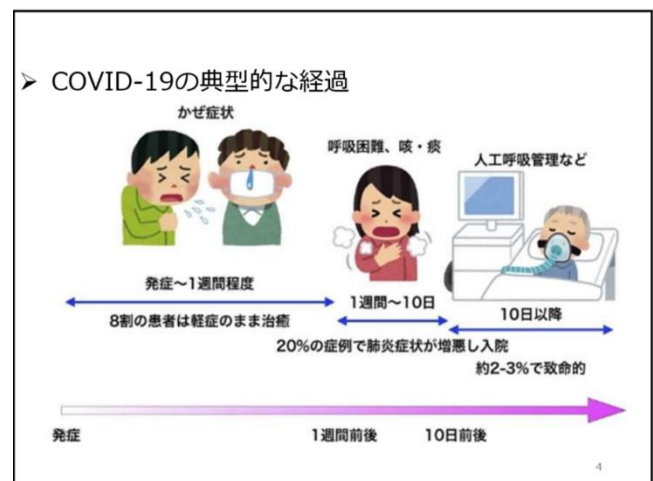 ➢ COVID-19の典型的な経過
かぜ症状
呼吸困難、咳・痰
人工呼吸管理など
発症～1週間程度
1週間～10日
10日以降
8割の患者は軽症のまま治癒
20%の症例で肺炎症状が増悪し入院
約2-3%で致命的
発症
1週間前後
10日前後
4